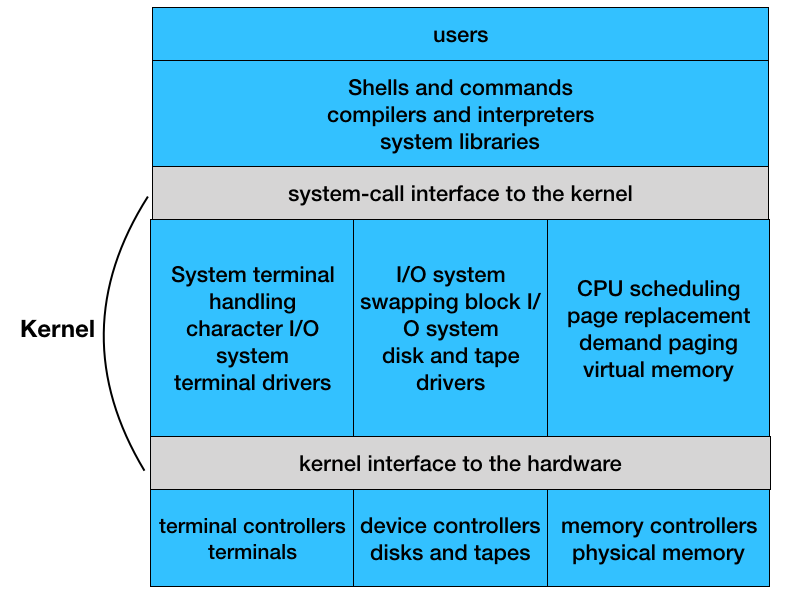 users
Shells and commands
compilers and interpreters
system libraries
system-call interface to the kernel
Kernel
System terminal
handling
character I/O
system
terminal drivers
I/O system
swapping block I/
O system
disk and tape
drivers
CPU scheduling
page replacement
demand paging
virtual memory
kernel interface to the hardware
terminal controllers
terminals
device controllers
disks and tapes
memory controllers
physical memory